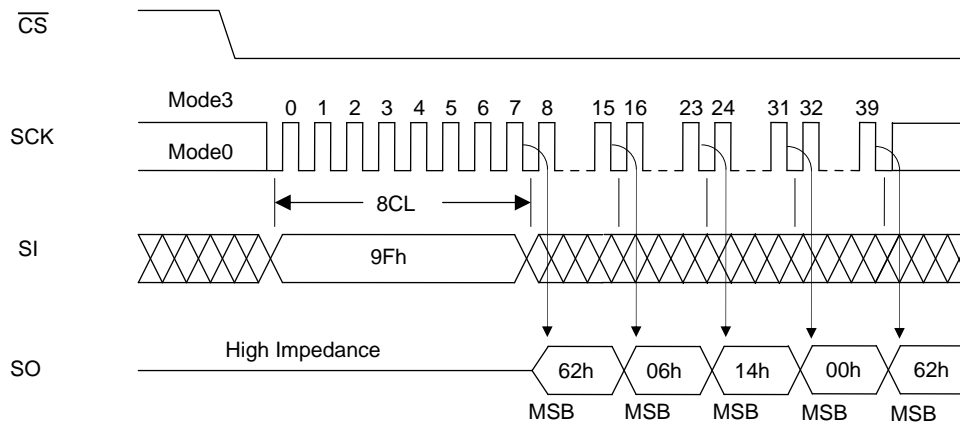 CS
Mode3
0 1 2 3 4 5 6 7 8 15 16 23 24 31 32 39
SCK
Mode0
8CL
SI
9Fh
High Impedance
SO
62h 06h 14h 00h 62h
MSB MSB MSB MSB MSB